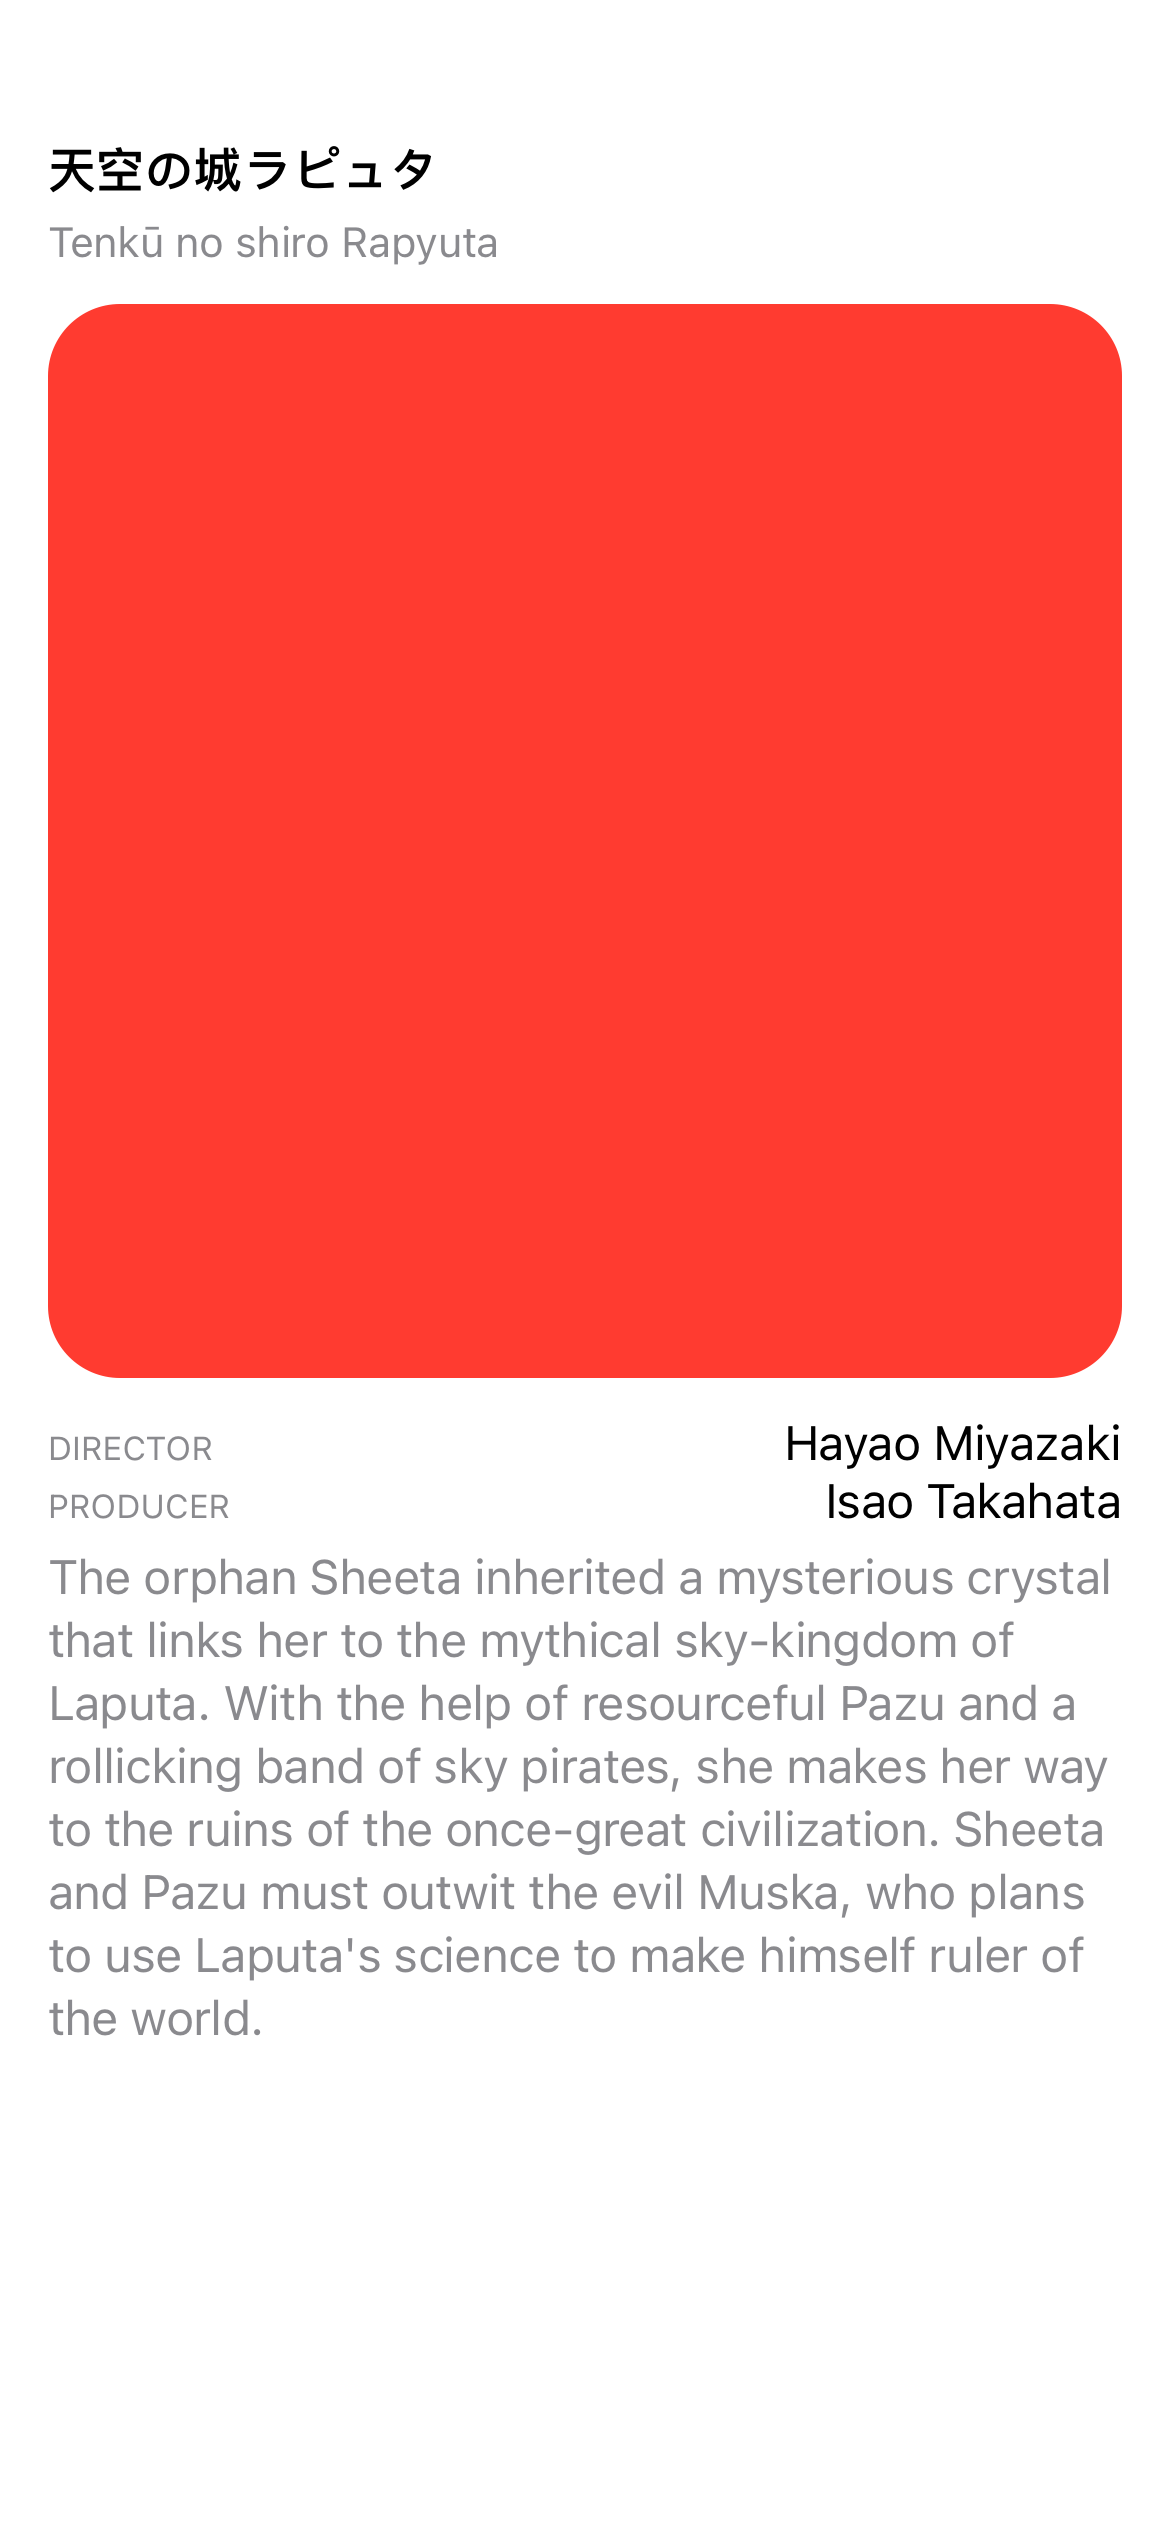 天空の城ラピュタ
Tenkū no shiro Rapyuta
DIRECTOR Hayao Miyazaki
PRODUCER Isao Takahata
The orphan Sheeta inherited a mysterious crystal
that links her to the mythical sky-kingdom of
Laputa. With the help of resourceful Pazu and a
rollicking band of sky pirates, she makes her way
to the ruins of the once-great civilization. Sheeta
and Pazu must outwit the evil Muska, who plans
to use Laputa's science to make himself ruler of
the world.